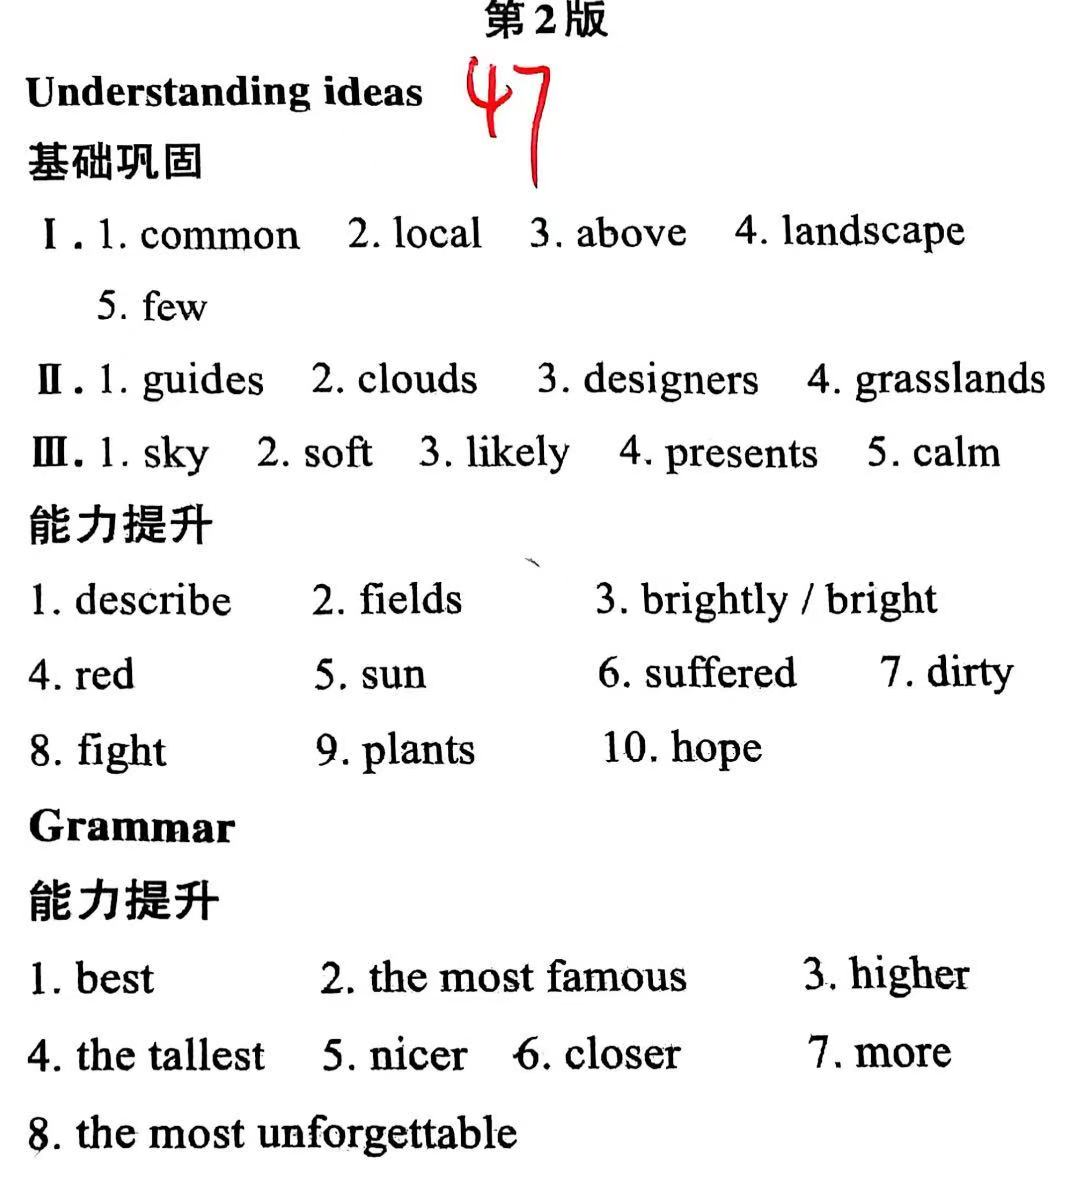 第2版
Understanding ideas 47
基础巩固
Ⅰ. 1. common 2. local 3. above 4. landscape
5. few
Ⅱ. 1. guides 2. clouds 3. designers 4. grasslands
Ⅲ. 1. sky 2. soft 3. likely 4. presents 5. calm
能力提升
1. describe 2. fields 3. brightly / bright
4. red 5. sun 6. suffered 7. dirty
8. fight 9. plants 10. hope
Grammar
能力提升
1. best 2. the most famous 3. higher
4. the tallest 5. nicer 6. closer 7. more
8. the most unforgettable